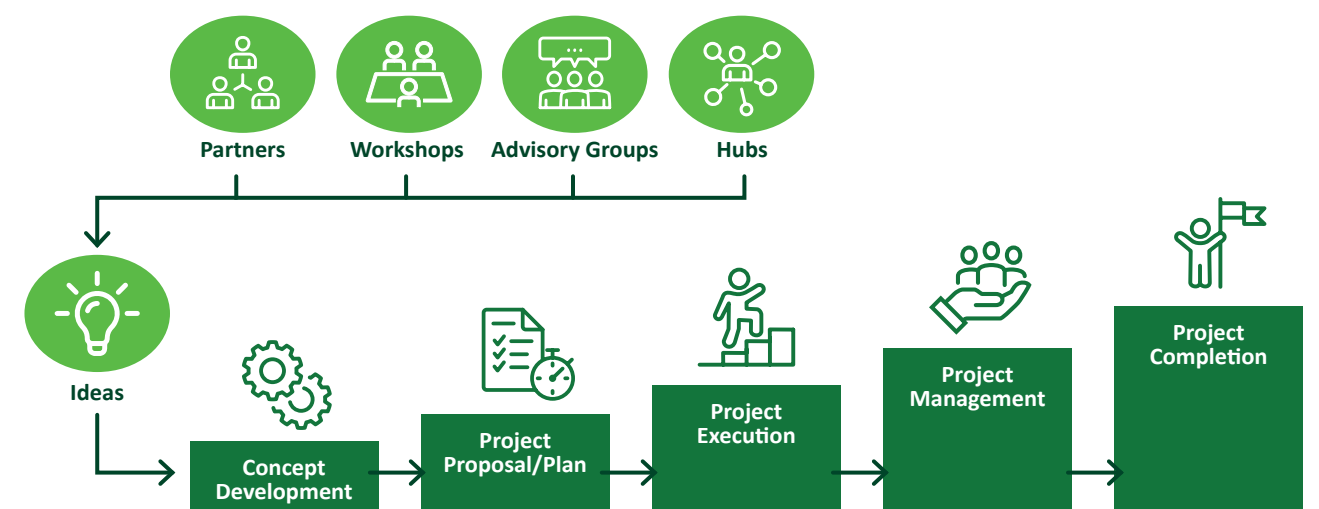 Partners
Workshops
Advisory Groups
Hubs
Ideas
Concept
Development
Project
Proposal/Plan
Project
Execution
Project
Management
Project
Completion